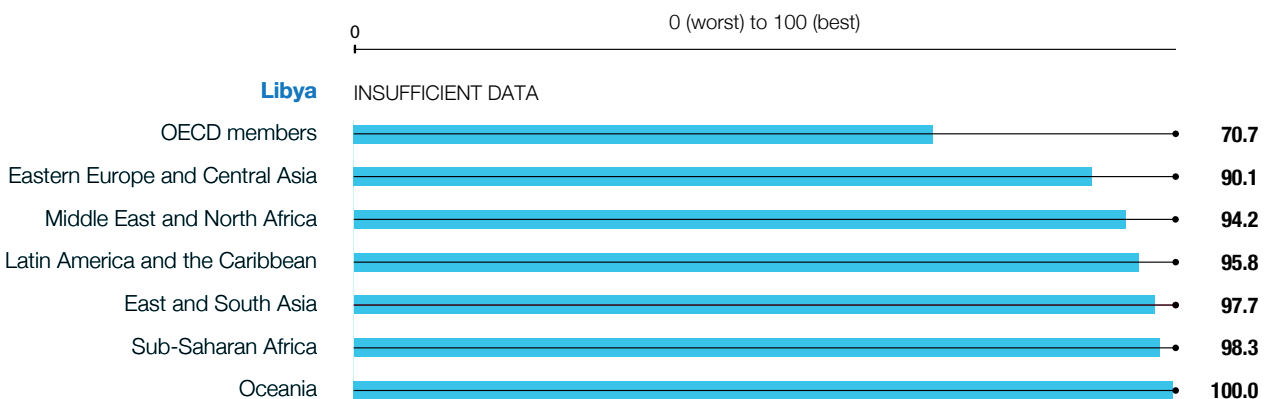 0 (worst) to 100 (best)
0
Libya INSUFFICIENT DATA
OECD members 70.7
Eastern Europe and Central Asia 90.1
Middle East and North Africa 94.2
Latin America and the Caribbean 95.8
East and South Asia 97.7
Sub-Saharan Africa 98.3
Oceania 100.0